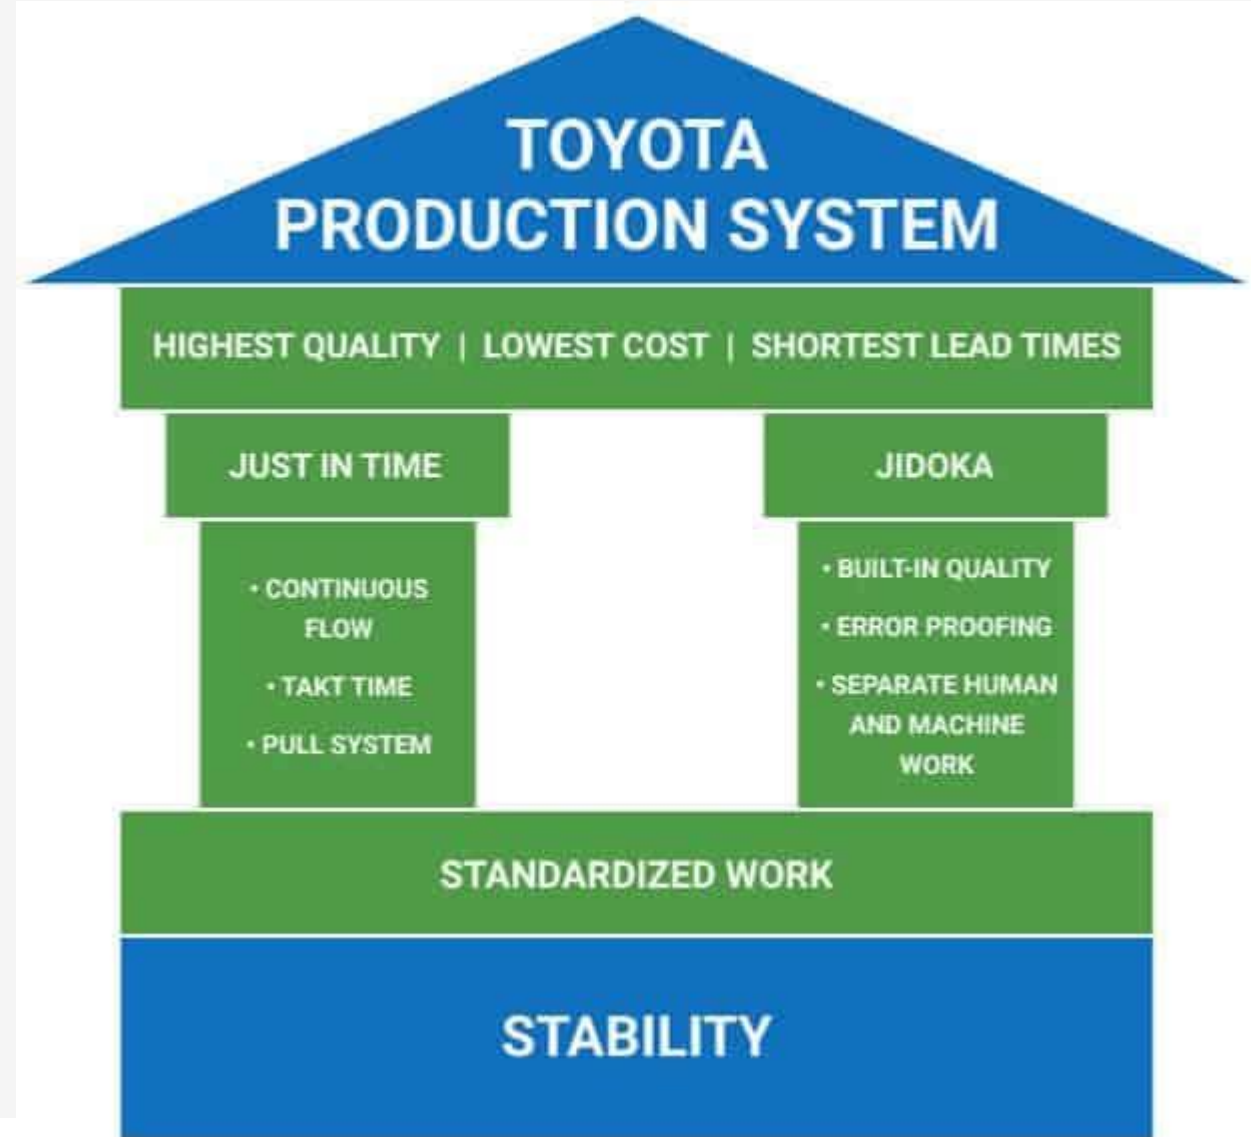 TOYOTA
PRODUCTION SYSTEM
HIGHEST QUALITY | LOWEST COST | SHORTEST LEAD TIMES
JUST IN TIME
• CONTINUOUS
FLOW
• TAKT TIME
• PULL SYSTEM
JIDOKA
• BUILT-IN QUALITY
• ERROR PROOFING
• SEPARATE HUMAN
AND MACHINE
WORK
STANDARDIZED WORK
STABILITY